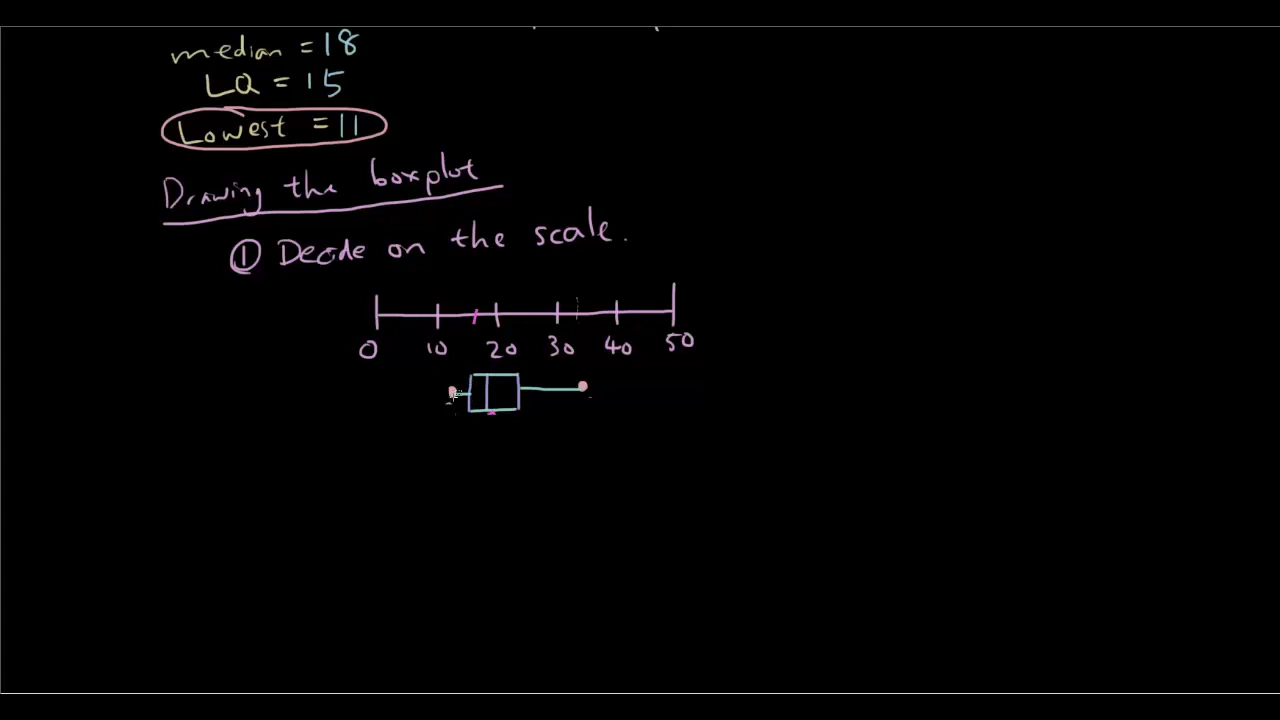 median = 18
LQ = 15
Lowest = 11
Drawing the boxplot
① Decide on the scale.
0 10 20 30 40 50